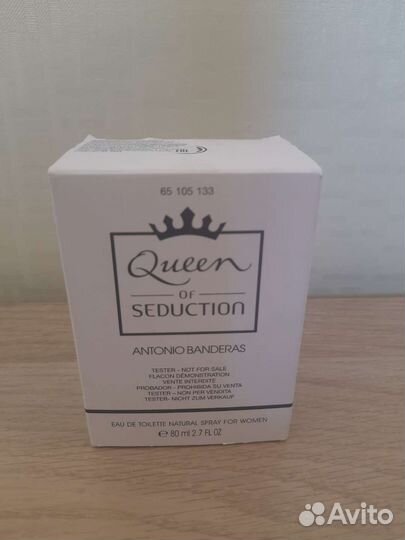 65 105 133
Queen
OF
SEDUCTION
ANTONIO BANDERAS
TESTER - NOT FOR SALE
FLACON DÉMONSTRATION
VENTE INTERDITE
PROBADOR - PROHIBIDA SU VENTA
TESTER - NON PER VENDITA
TESTER- NICHT ZUM VERKAUF
EAU DE TOILETTE NATURAL SPRAY FOR WOMEN
℮ 80 ml 2.7 FL OZ
Avito